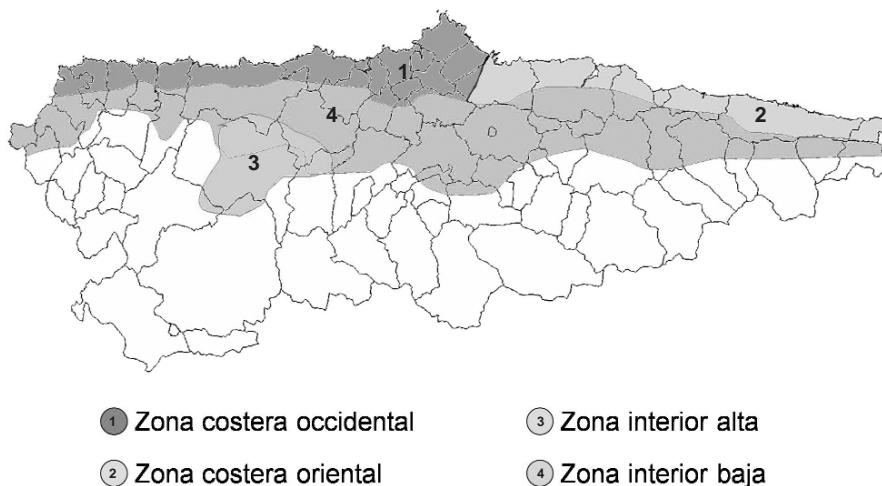 1
2
4
3
1 Zona costera occidental
3 Zona interior alta
2 Zona costera oriental
4 Zona interior baja